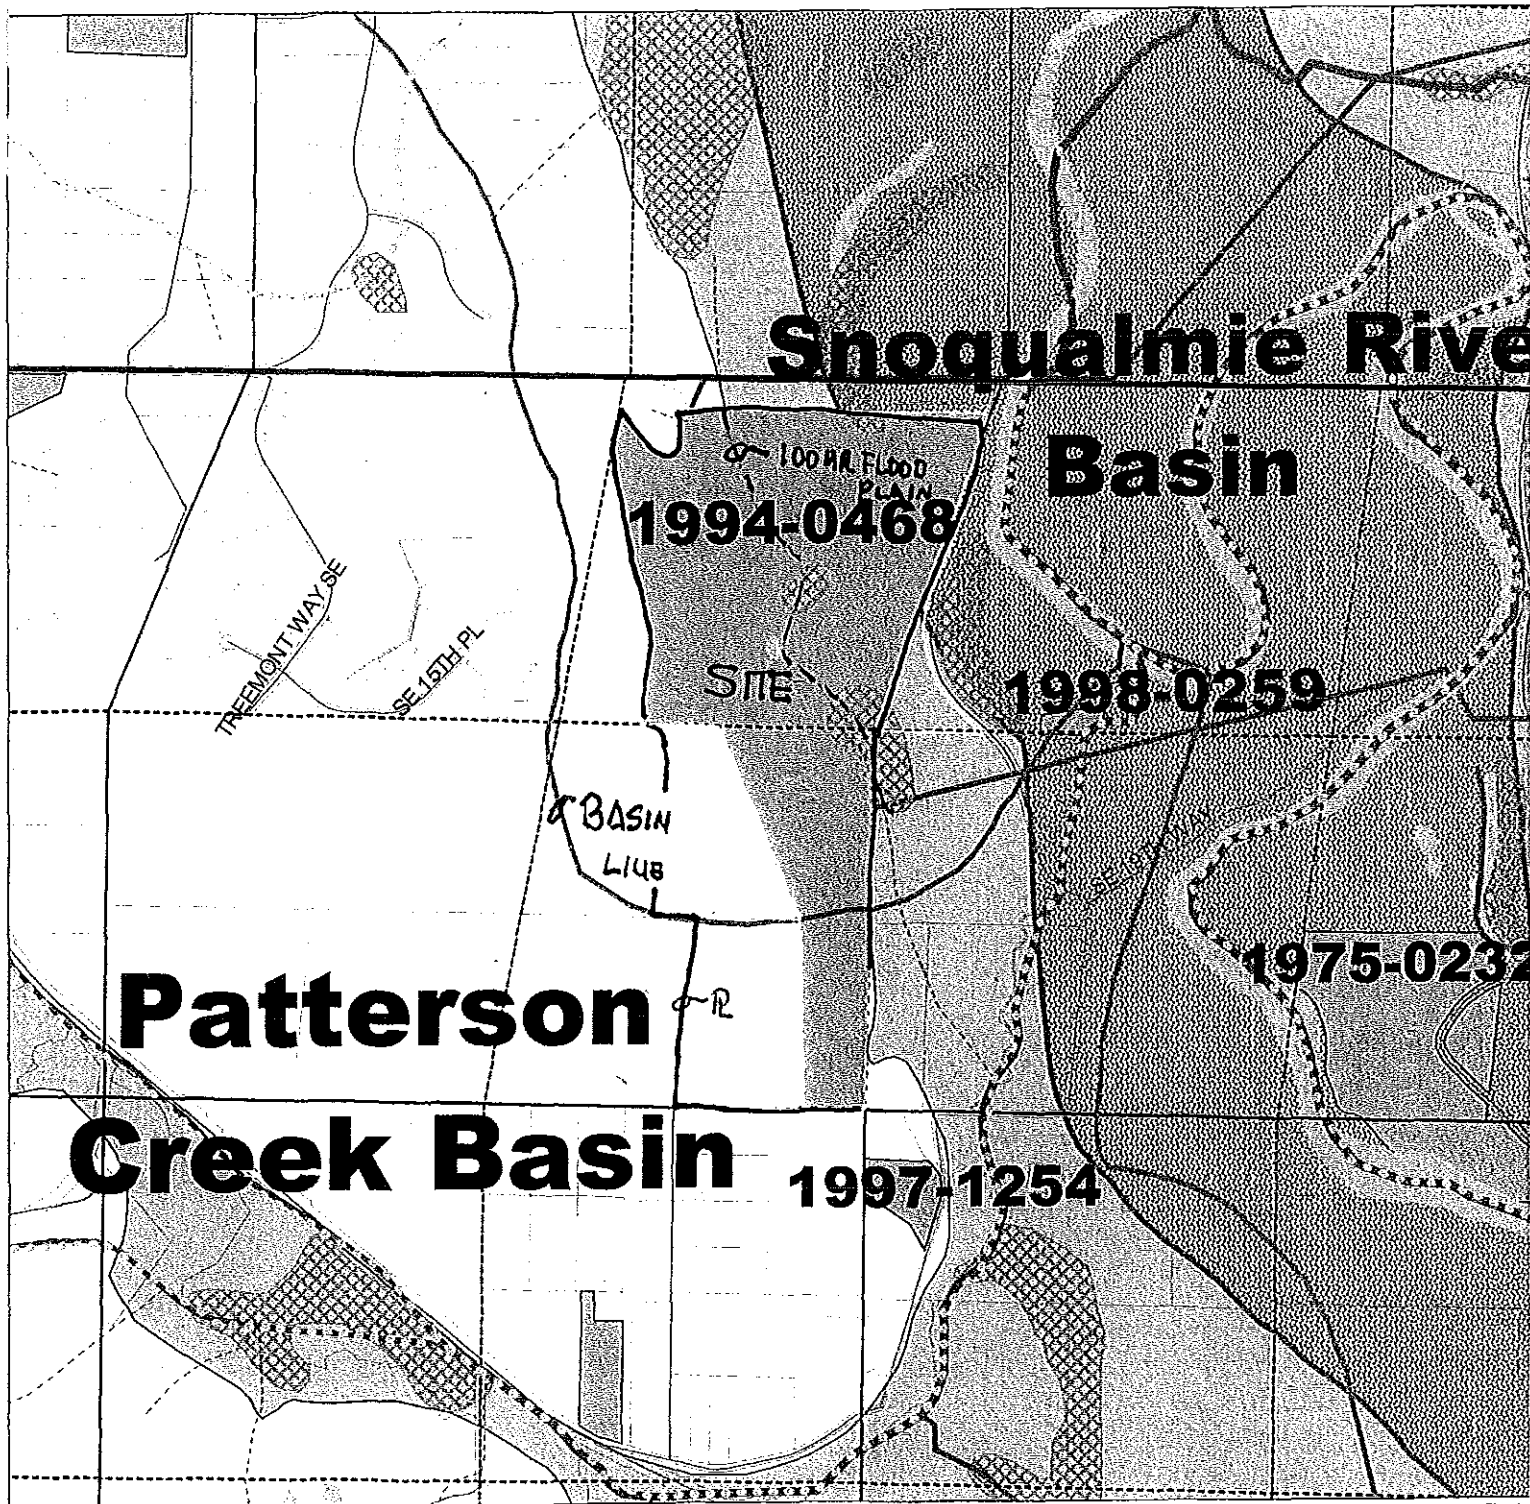 Snoqualmie Rive
Basin
100 YR FLOOD
PLAIN
1994-0468
TREEMONT WAY SE
SE 15TH PL
SITE
1998-0259
BASIN
LINE
1975-0232
Patterson
Creek Basin
1997-1254